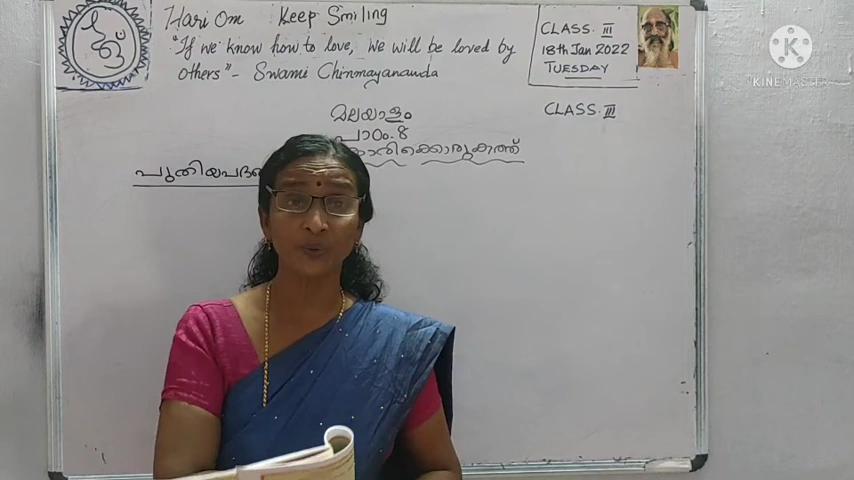 Hari Om Keep Smiling
"If we know how to love, we will be loved by
others" - Swami Chinmayananda
CLASS. III
18th Jan 2022
TUESDAY
KINEMASTER
CLASS. III
മലയാളം
പാഠം.8